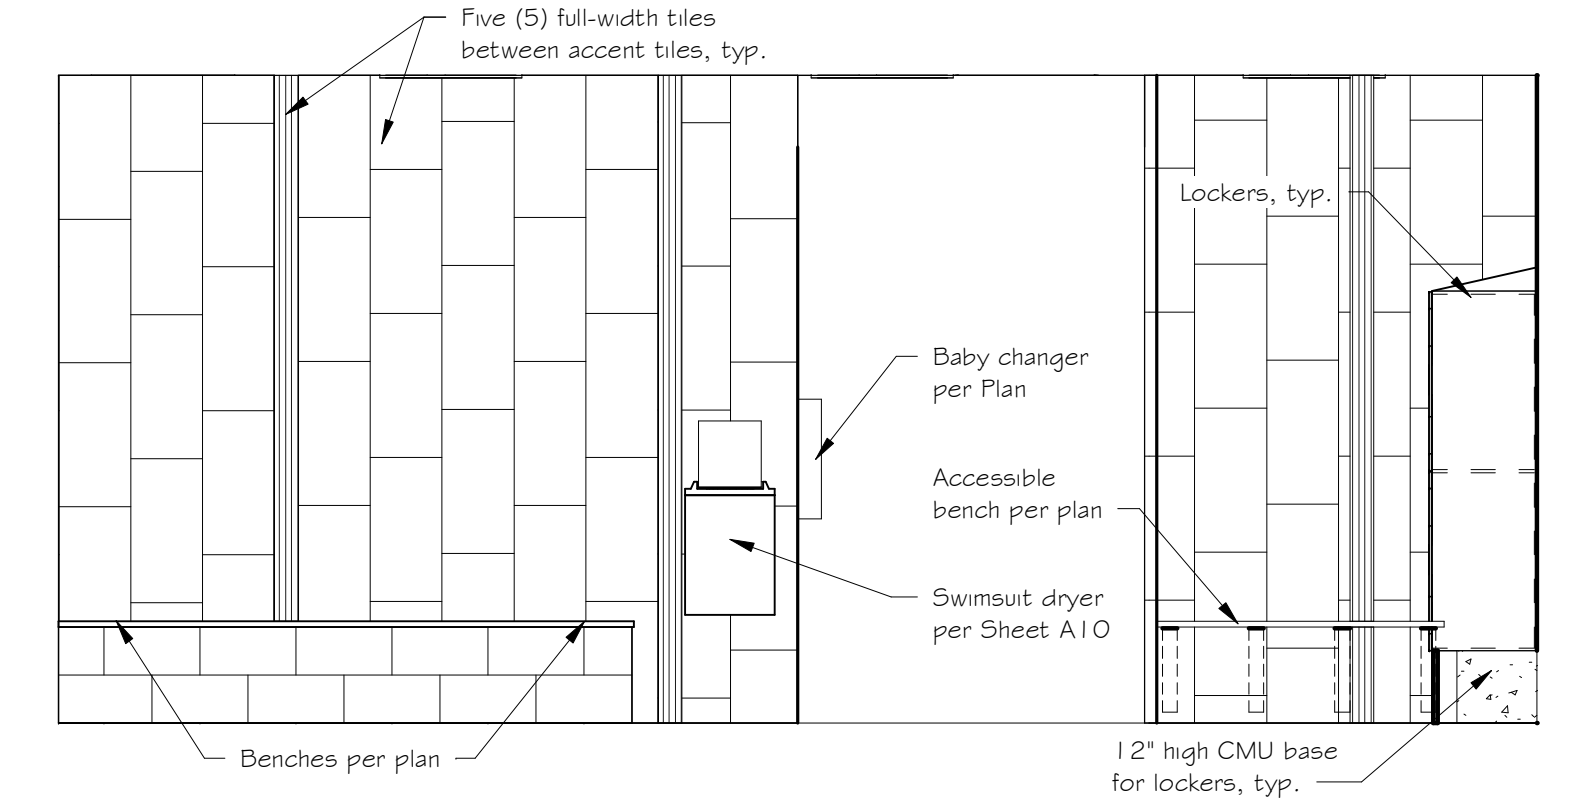 Five (5) full-width tiles
between accent tiles, typ.
Lockers, typ.
Baby changer
per Plan
Accessible
bench per plan
Swimsuit dryer
per Sheet A10
Benches per plan
12" high CMU base
for lockers, typ.